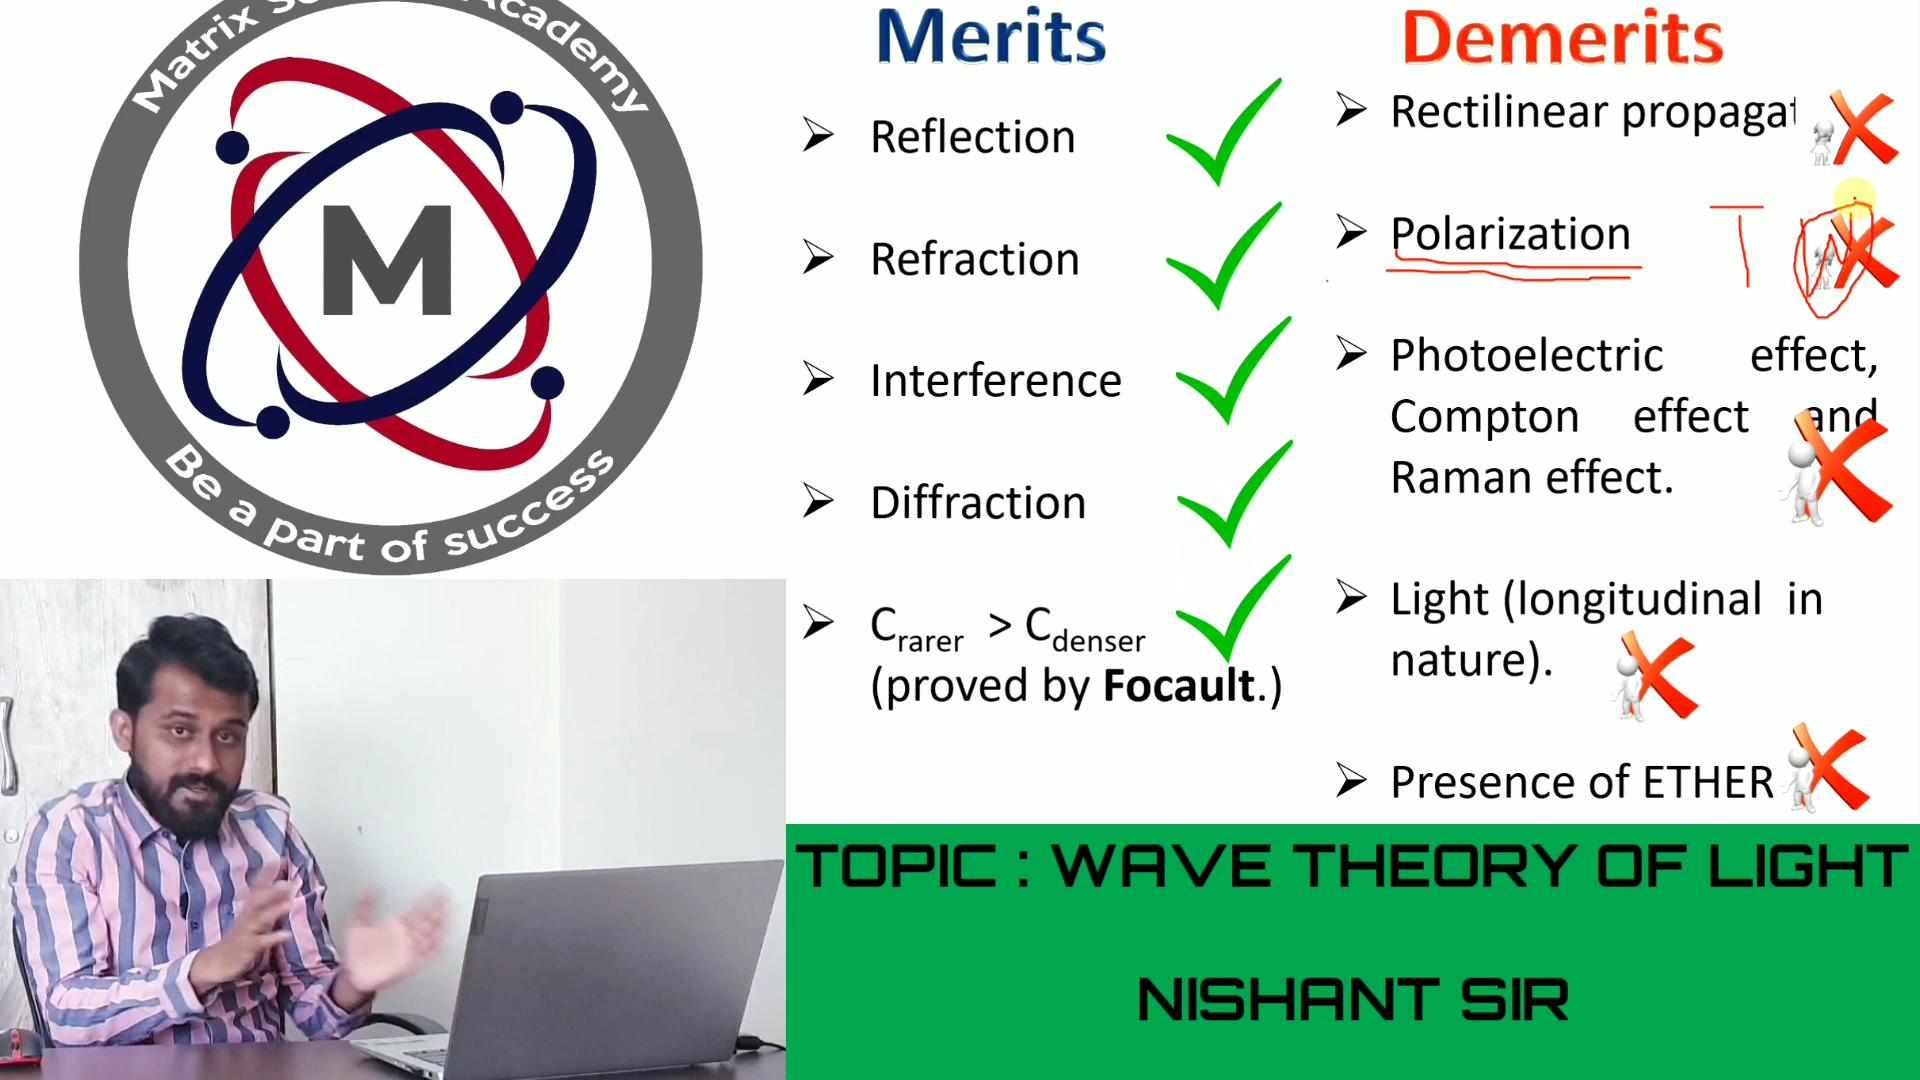 Matrix S
Academy
M
Be a part of success
Merits
Reflection
Refraction
Interference
Diffraction
Crarer > Cdenser
(proved by Focault.)
Demerits
Rectilinear propagat
Polarization T W
Photoelectric effect,
Compton effect and
Raman effect.
Light (longitudinal in
nature).
Presence of ETHER
TOPIC : WAVE THEORY OF LIGHT
NISHANT SIR